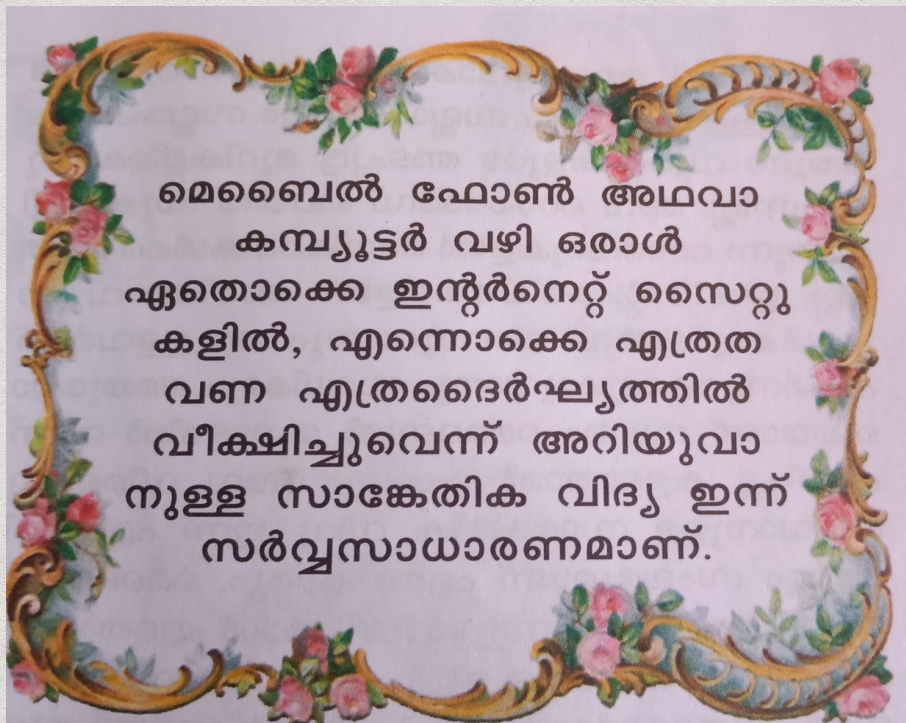 മെബൈൽ ഫോൺ അഥവാ
കമ്പ്യൂട്ടർ വഴി ഒരാൾ
ഏതൊക്കെ ഇന്റർനെറ്റ് സൈറ്റു
കളിൽ, എന്നൊക്കെ എത്രത
വണ എത്രദൈർഘ്യത്തിൽ
വീക്ഷിച്ചുവെന്ന് അറിയുവാ
നുള്ള സാങ്കേതിക വിദ്യ ഇന്ന്
സർവ്വസാധാരണമാണ്.